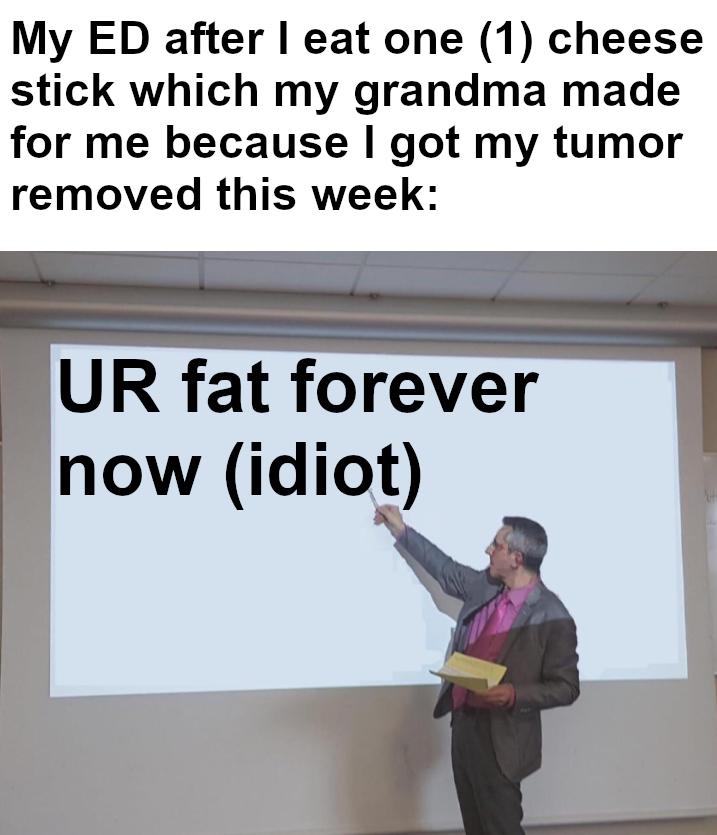 My ED after I eat one (1) cheese
stick which my grandma made
for me because I got my tumor
removed this week:
UR fat forever
now (idiot)